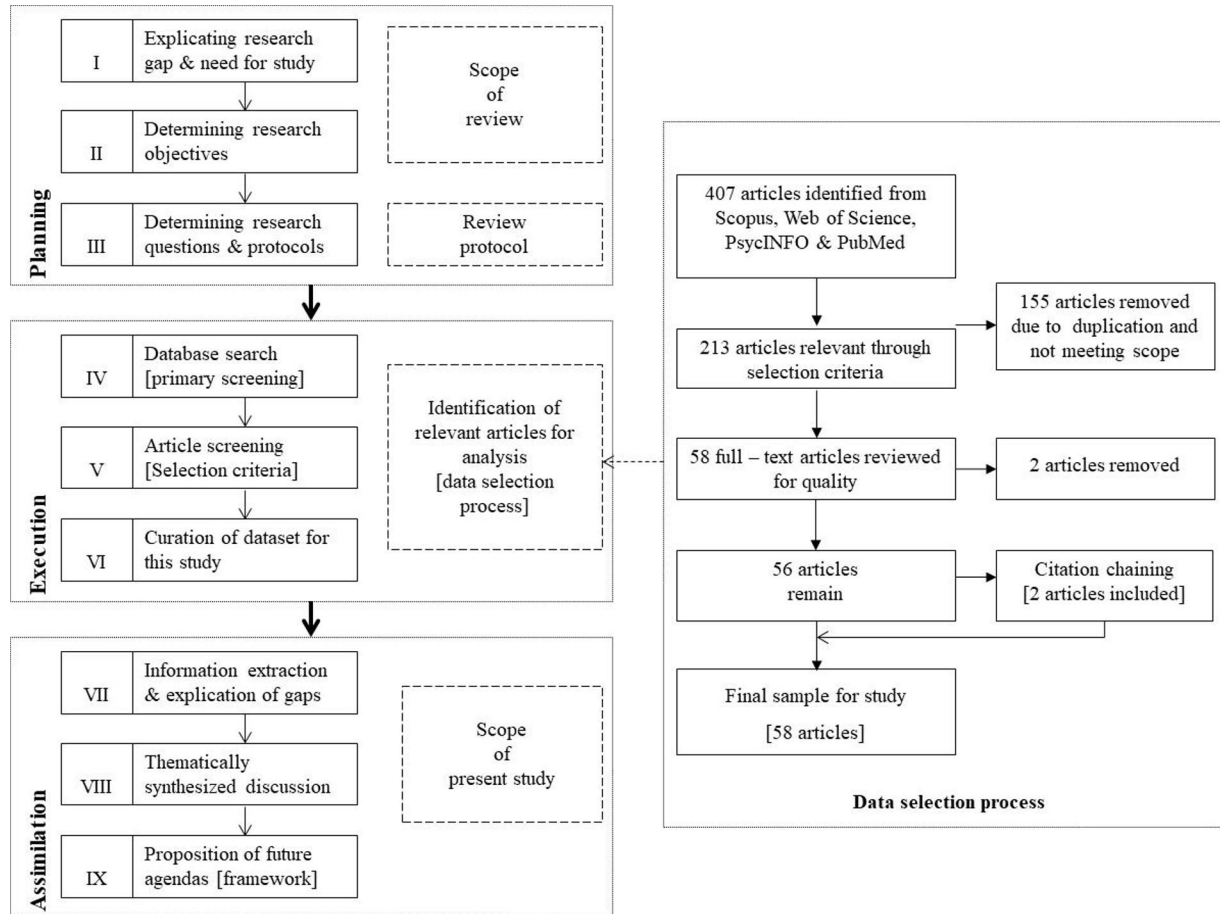 Planning
I
Explicating research
gap & need for study
II
Determining research
objectives
III
Determining research
questions & protocols
Scope
of
review
Review
protocol
Execution
IV
Database search
[primary screening]
V
Article screening
[Selection criteria]
VI
Curation of dataset for
this study
Identification of
relevant articles for
analysis
[data selection
process]
Assimilation
VII
Information extraction
& explication of gaps
VIII
Thematically
synthesized discussion
IX
Proposition of future
agendas [framework]
Scope
of
present study
407 articles identified from
Scopus, Web of Science,
PsycINFO & PubMed
213 articles relevant through
selection criteria
155 articles removed
due to duplication and
not meeting scope
58 full – text articles reviewed
for quality
2 articles removed
56 articles
remain
Citation chaining
[2 articles included]
Final sample for study
[58 articles]
Data selection process